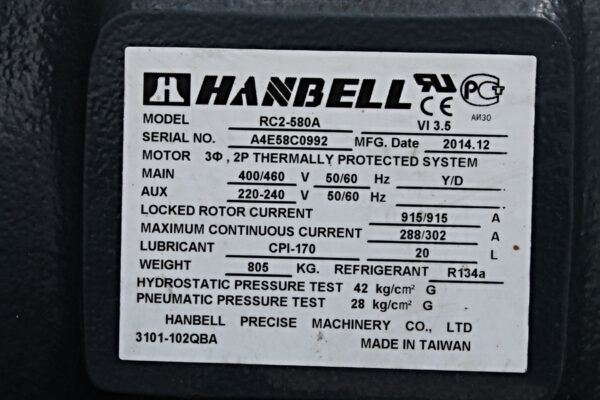 HANBELL
MODEL RC2-580A VI 3.5
АИ30
SERIAL NO. A4E58C0992 MFG. Date 2014.12
MOTOR 3Φ , 2P THERMALLY PROTECTED SYSTEM
MAIN 400/460 V 50/60 Hz Y/D
AUX 220-240 V 50/60 Hz
LOCKED ROTOR CURRENT 915/915 A
MAXIMUM CONTINUOUS CURRENT 288/302 A
LUBRICANT CPI-170 20 L
WEIGHT 805 KG. REFRIGERANT R134a
HYDROSTATIC PRESSURE TEST 42 kg/cm² G
PNEUMATIC PRESSURE TEST 28 kg/cm² G
HANBELL PRECISE MACHINERY CO., LTD
3101-102QBA MADE IN TAIWAN